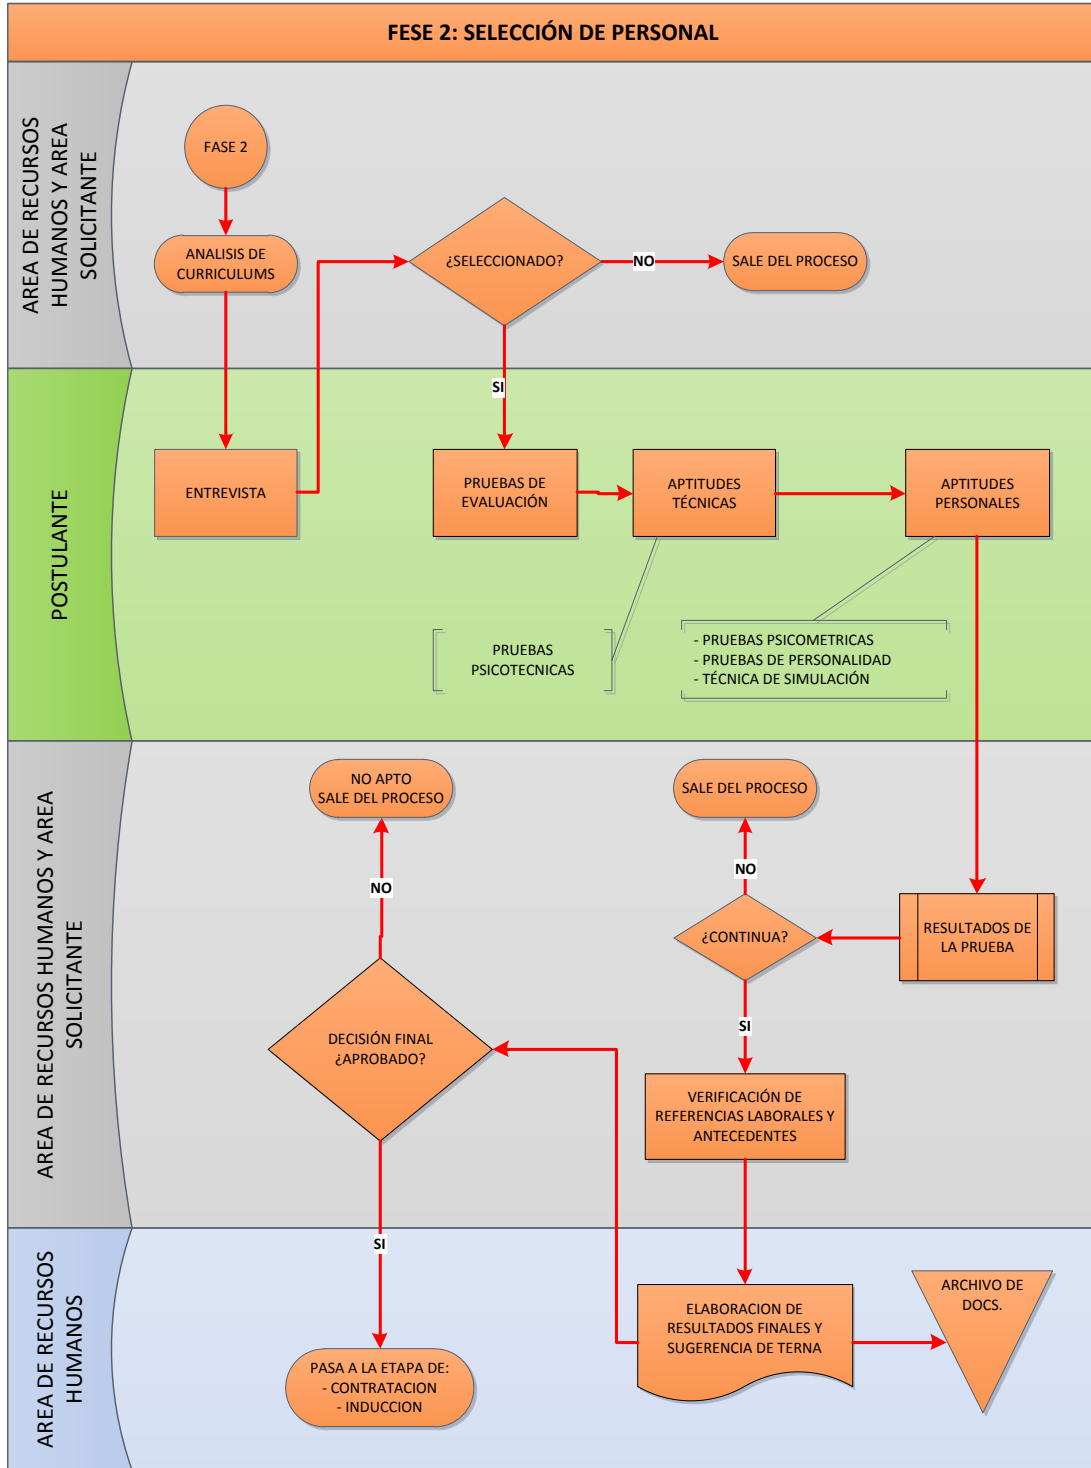 FESE 2: SELECCIÓN DE PERSONAL
AREA DE RECURSOS
HUMANOS Y AREA
SOLICITANTE
FASE 2
ANALISIS DE
CURRICULUMS
¿SELECCIONADO?
NO
SALE DEL PROCESO
SI
POSTULANTE
ENTREVISTA
PRUEBAS DE
EVALUACIÓN
APTITUDES
TÉCNICAS
APTITUDES
PERSONALES
PRUEBAS
PSICOTECNICAS
- PRUEBAS PSICOMETRICAS
- PRUEBAS DE PERSONALIDAD
- TÉCNICA DE SIMULACIÓN
AREA DE RECURSOS HUMANOS Y AREA
SOLICITANTE
NO APTO
SALE DEL PROCESO
SALE DEL PROCESO
NO
NO
¿CONTINUA?
RESULTADOS DE
LA PRUEBA
SI
DECISIÓN FINAL
¿APROBADO?
VERIFICACIÓN DE
REFERENCIAS LABORALES Y
ANTECEDENTES
SI
AREA DE RECURSOS
HUMANOS
ELABORACION DE
RESULTADOS FINALES Y
SUGERENCIA DE TERNA
ARCHIVO DE
DOCS.
PASA A LA ETAPA DE:
- CONTRATACION
- INDUCCION